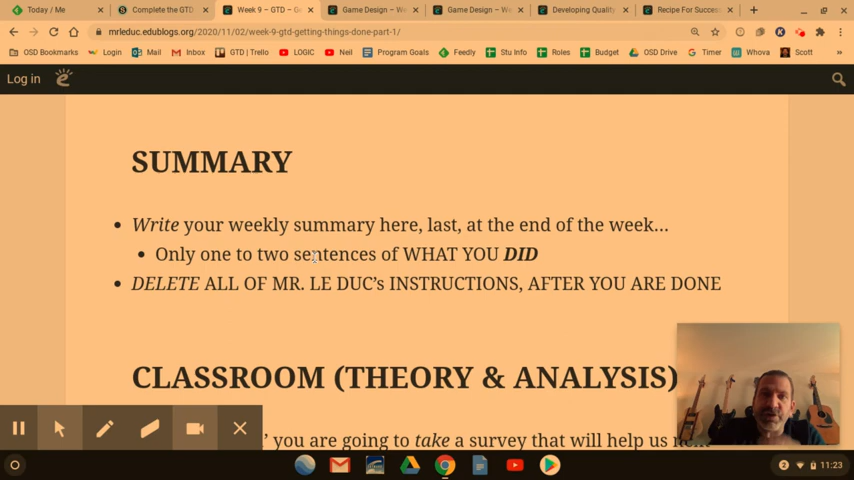 Today / Me
Complete the GTD
Week 9 – GTD – Ge
Game Design – We
Game Design – We
Developing Quality
Recipe For Success
mrleduc.edublogs.org/2020/11/02/week-9-gtd-getting-things-done-part-1/
OSD Bookmarks
Mail
Inbox
GTD | Trello
LOGIC
Neil
Program Goals
Feedly
Stu Info
Roles
Budget
OSD Drive
Timer
Whova
Scott
Log in
SUMMARY
Write your weekly summary here, last, at the end of the week…
Only one to two sentences of WHAT YOU DID
DELETE ALL OF MR. LE DUC’s INSTRUCTIONS, AFTER YOU ARE DONE
CLASSROOM (THEORY & ANALYSIS)
’ you are going to take a survey that will help us
2
11:23